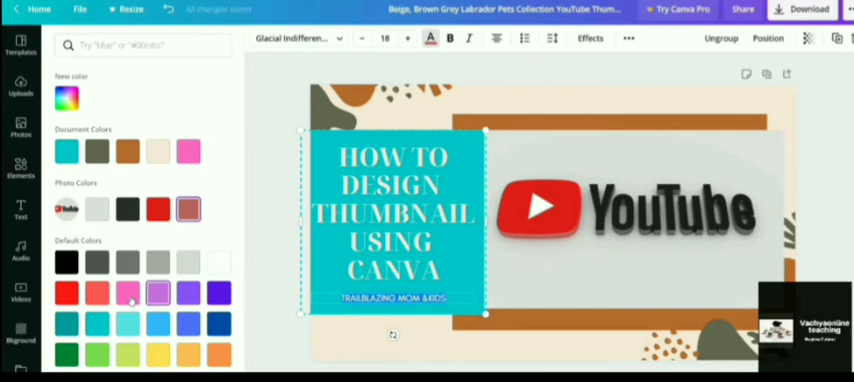 Home File Resize All changes saved Beige, Brown Grey Labrador Pets Collection YouTube Thum... Try Canva Pro Share Download
Try "blue" or "#00c4cc" Glacial Indifferen... − 18 + A B I Effects ••• Ungroup Position
Templates
Uploads
Photos
Elements
Text
Audio
Videos
Bkground
New color
Document Colors
Photo Colors
Default Colors
HOW TO
DESIGN
THUMBNAIL
USING
CANVA
TRAILBLAZING MOM &KIDS
YouTube
Vachyaonline
teaching